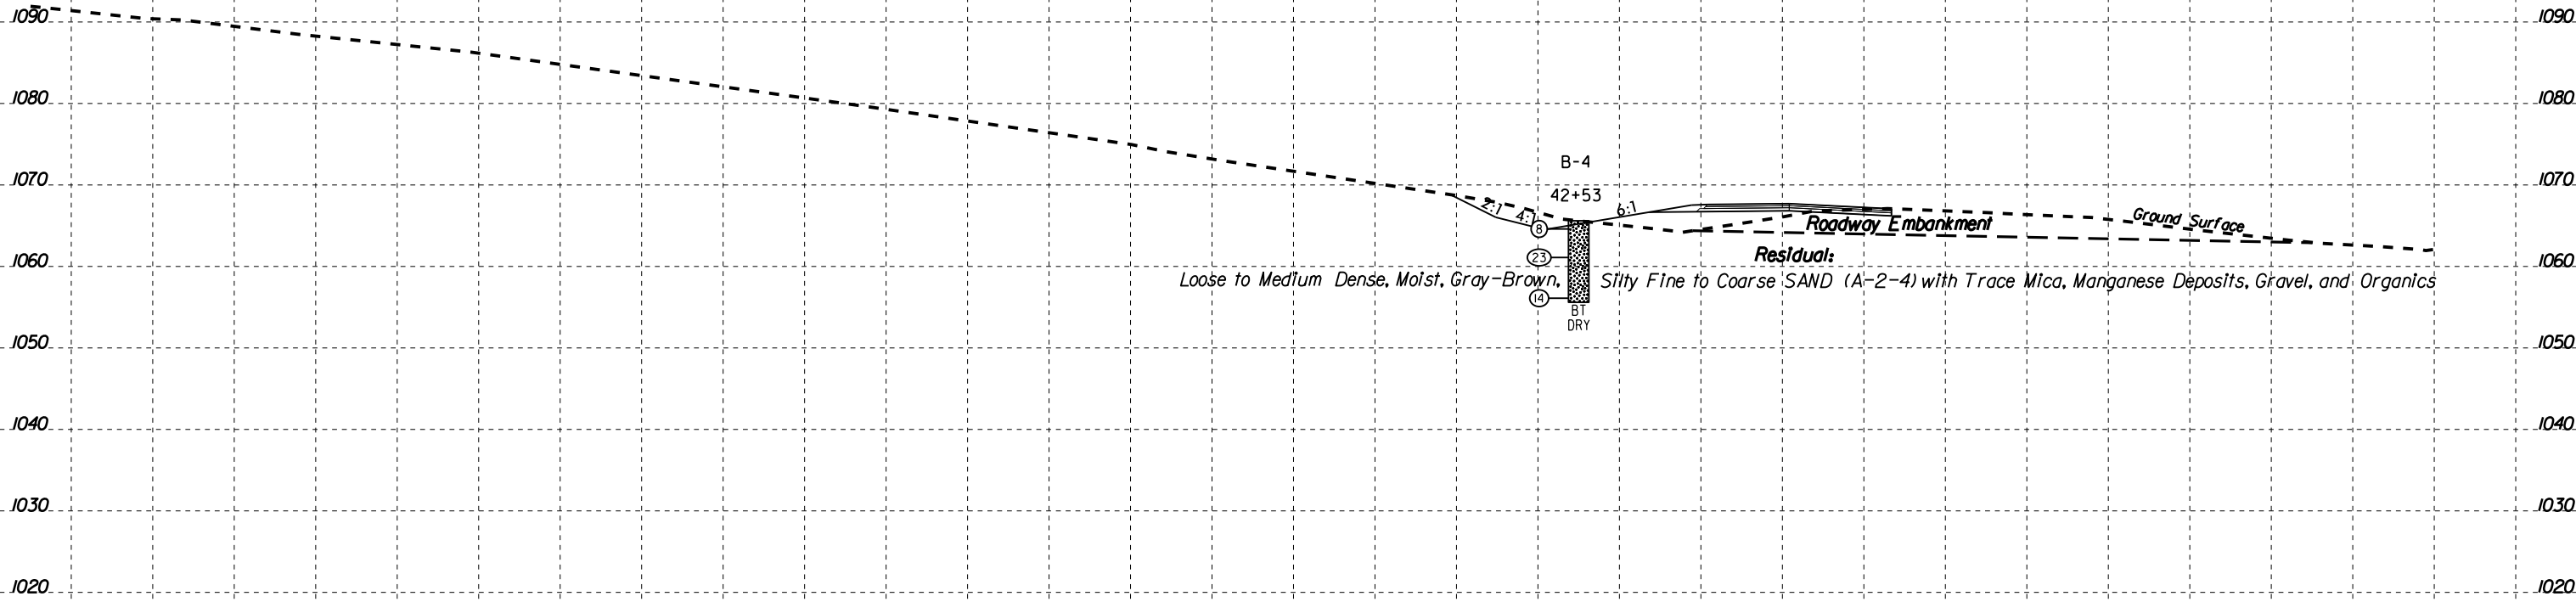 1090 1090
1080 1080
B-4
1070 1070
42+53
2:1 4:1 6:1
Ground Surface
8
Roadway Embankment
Residual:
23
1060 1060
Loose to Medium Dense, Moist, Gray-Brown, Silty Fine to Coarse SAND (A-2-4) with Trace Mica, Manganese Deposits, Gravel, and Organics
14
BT
DRY
1050 1050
1040 1040
1030 1030
1020 1020